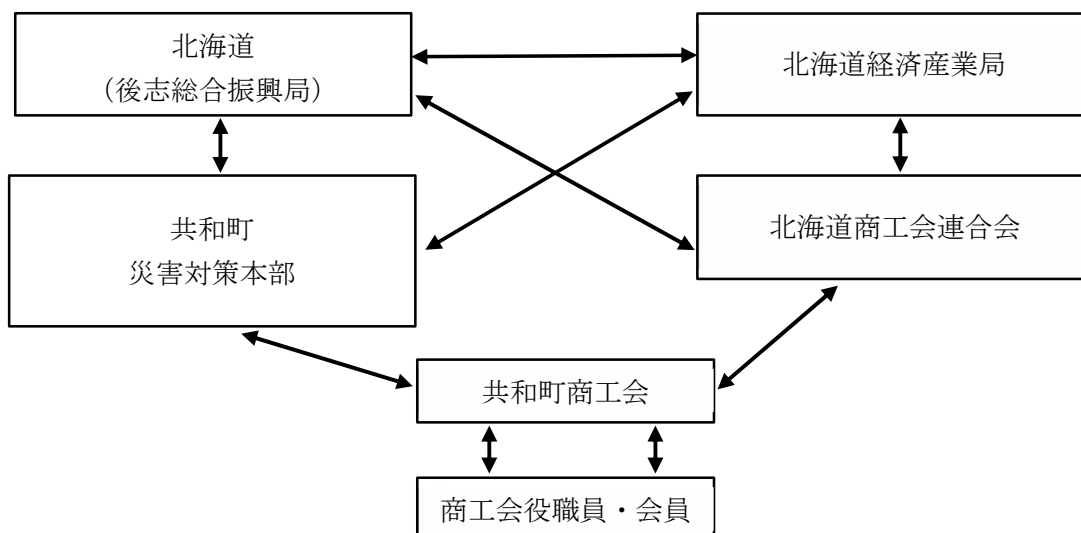 北海道
（後志総合振興局）
北海道経済産業局
共和町
災害対策本部
北海道商工会連合会
共和町商工会
商工会役職員・会員